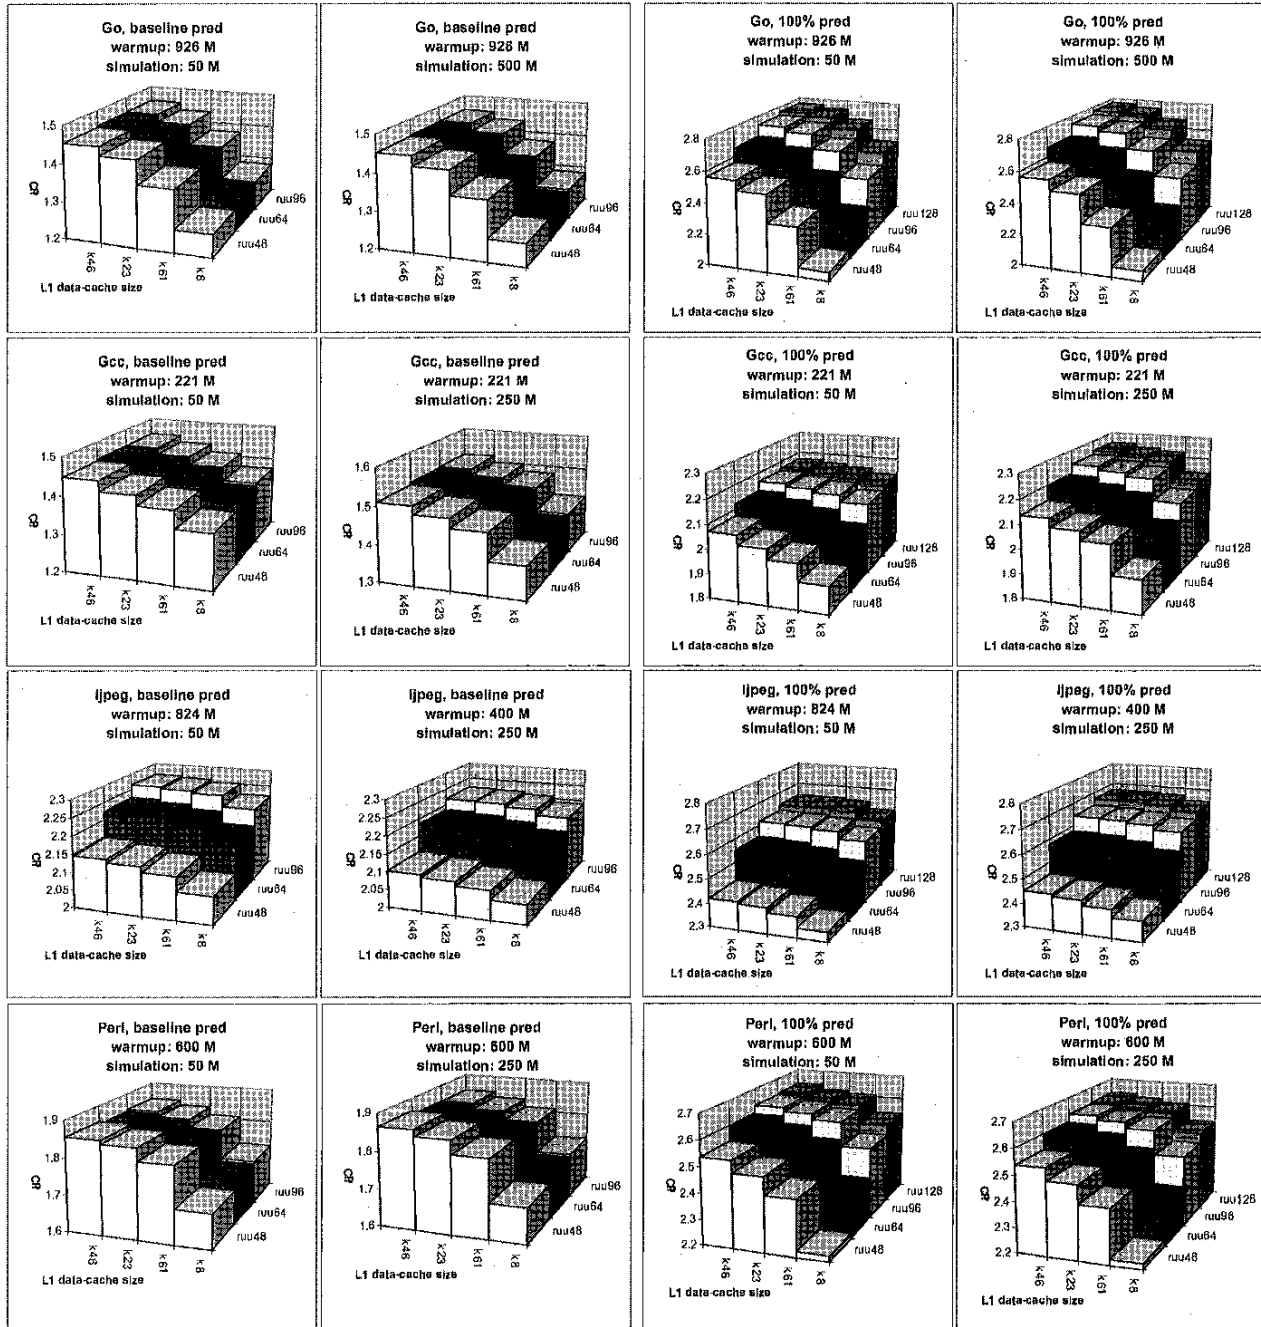 Go, baseline pred
warmup: 926 M
simulation: 50 M
1.5
1.4
1.3
1.2
CP
k46
k23
k61
k6
ruu48
ruu64
ruu96
L1 data-cache size
Go, baseline pred
warmup: 926 M
simulation: 500 M
1.5
1.4
1.3
1.2
CP
k46
k23
k61
k8
ruu48
ruu64
ruu96
L1 data-cache size
Go, 100% pred
warmup: 926 M
simulation: 50 M
2.8
2.6
2.4
2.2
2
CP
k46
k23
k61
k8
ruu48
ruu64
ruu96
ruu128
L1 data-cache size
Go, 100% pred
warmup: 926 M
simulation: 500 M
2.8
2.6
2.4
2.2
2
CP
k46
k23
k61
k8
ruu48
ruu64
ruu96
ruu128
L1 data-cache size
Gcc, baseline pred
warmup: 221 M
simulation: 50 M
1.5
1.4
1.3
1.2
CP
k46
k23
k61
k8
ruu48
ruu64
ruu96
L1 data-cache size
Gcc, baseline pred
warmup: 221 M
simulation: 250 M
1.6
1.5
1.4
1.3
CP
k46
k23
k61
k8
ruu48
ruu64
ruu96
L1 data-cache size
Gcc, 100% pred
warmup: 221 M
simulation: 50 M
2.3
2.2
2.1
2
1.9
1.8
CP
k46
k23
k61
k8
ruu48
ruu64
ruu96
ruu128
L1 data-cache size
Gcc, 100% pred
warmup: 221 M
simulation: 250 M
2.3
2.2
2.1
2
1.9
1.8
CP
k46
k23
k61
k8
ruu48
ruu64
ruu96
ruu128
L1 data-cache size
Ijpeg, baseline pred
warmup: 824 M
simulation: 50 M
2.3
2.25
2.2
2.15
2.1
2.05
2
CP
k46
k23
k61
k8
ruu48
ruu64
ruu96
L1 data-cache size
Ijpeg, baseline pred
warmup: 400 M
simulation: 250 M
2.3
2.25
2.2
2.15
2.1
2.05
2
CP
k46
k23
k61
k6
ruu48
ruu64
ruu96
L1 data-cache size
Ijpeg, 100% pred
warmup: 824 M
simulation: 50 M
2.8
2.7
2.6
2.5
2.4
2.3
CP
k46
k23
k61
k8
ruu48
ruu64
ruu96
ruu128
L1 data-cache size
Ijpeg, 100% pred
warmup: 400 M
simulation: 250 M
2.8
2.7
2.6
2.5
2.4
2.3
CP
k46
k23
k61
k8
ruu48
ruu64
ruu96
ruu128
L1 data-cache size
Perl, baseline pred
warmup: 600 M
simulation: 50 M
1.9
1.8
1.7
1.6
CP
k46
k23
k61
k8
ruu48
ruu64
ruu96
L1 data-cache size
Perl, baseline pred
warmup: 600 M
simulation: 250 M
1.9
1.8
1.7
1.6
CP
k46
k23
k61
k8
ruu48
ruu64
ruu96
L1 data-cache size
Perl, 100% pred
warmup: 600 M
simulation: 50 M
2.7
2.6
2.5
2.4
2.3
2.2
CP
k46
k23
k61
k8
ruu48
ruu64
ruu96
ruu128
L1 data-cache size
Perl, 100% pred
warmup: 600 M
simulation: 250 M
2.7
2.6
2.5
2.4
2.3
2.2
CP
k46
k23
k61
k8
ruu48
ruu64
ruu96
ruu128
L1 data-cache size